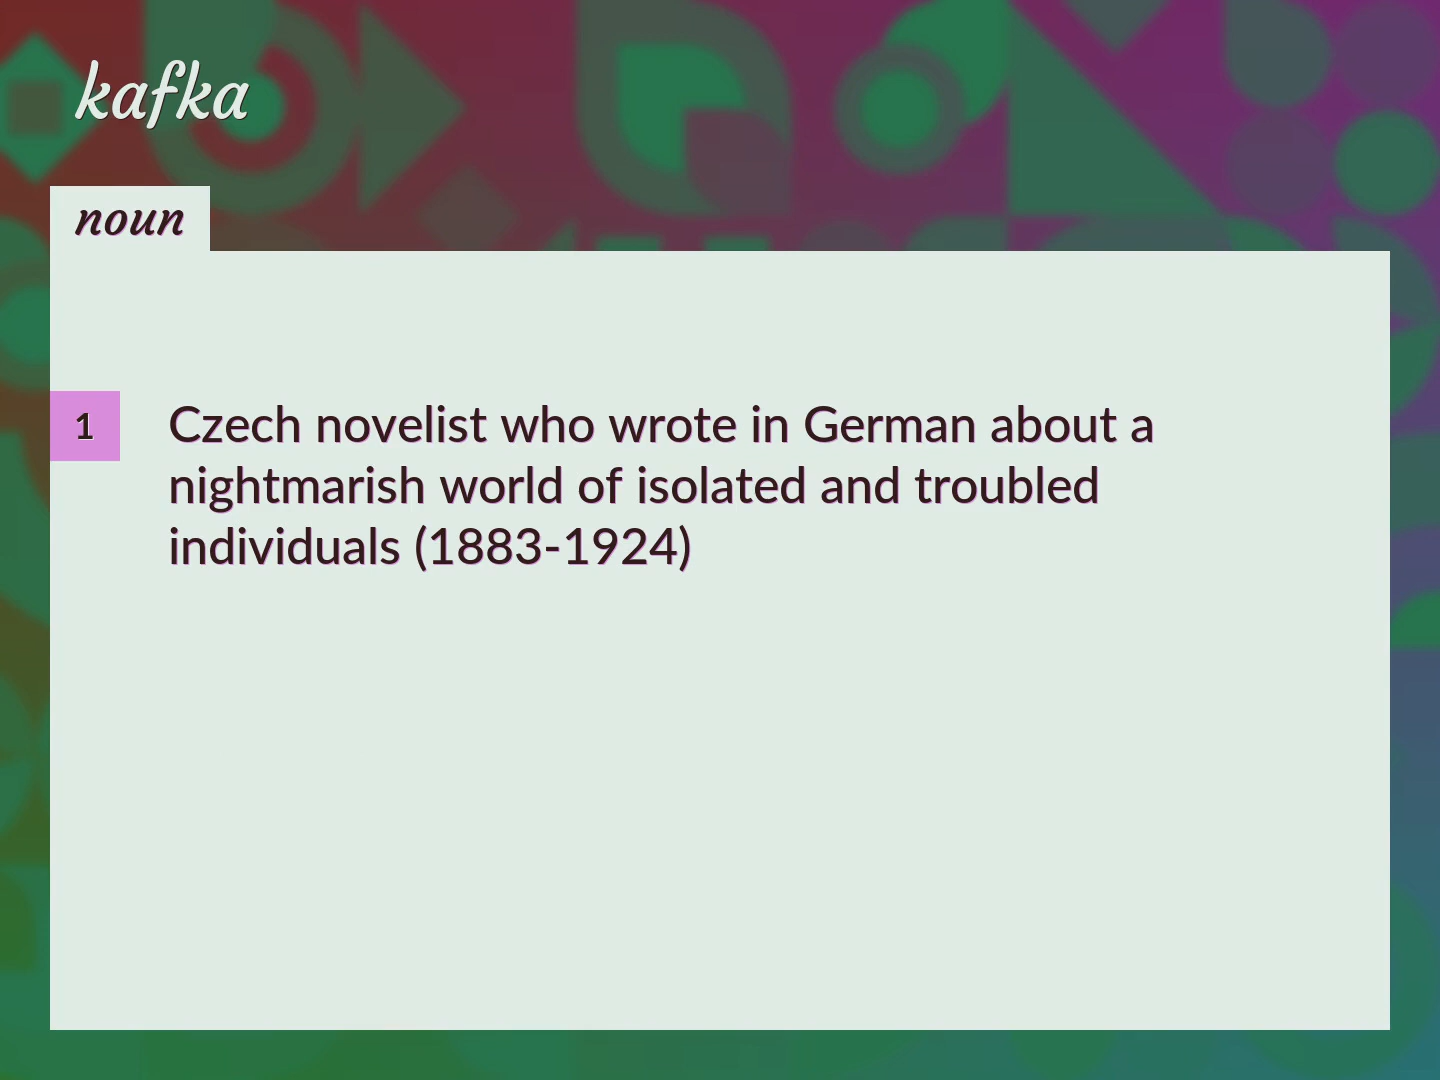 kafka
noun
1
Czech novelist who wrote in German about a
nightmarish world of isolated and troubled
individuals (1883-1924)